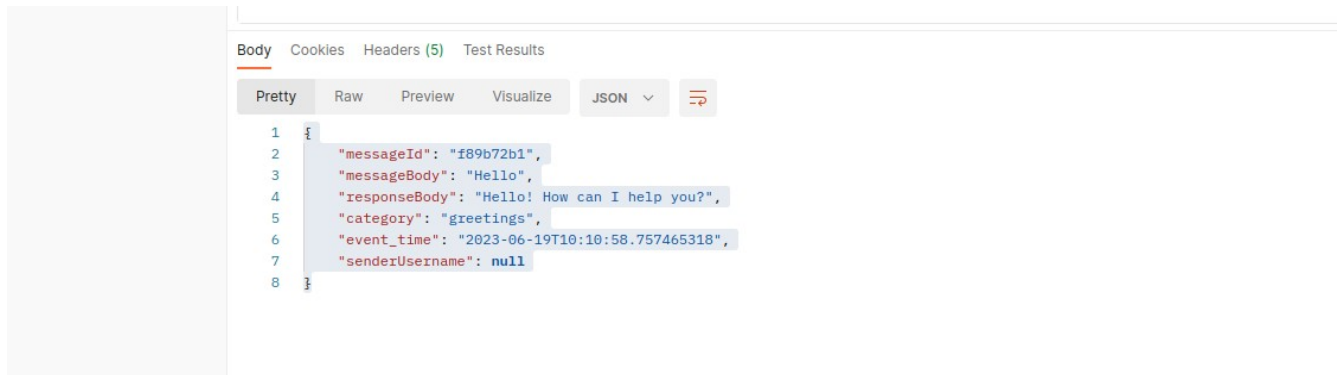 Body Cookies Headers (5) Test Results
Pretty Raw Preview Visualize JSON
1 {
2 "messageId": "f89b72b1",
3 "messageBody": "Hello",
4 "responseBody": "Hello! How can I help you?",
5 "category": "greetings",
6 "event_time": "2023-06-19T10:10:58.757465318",
7 "senderUsername": null
8 }